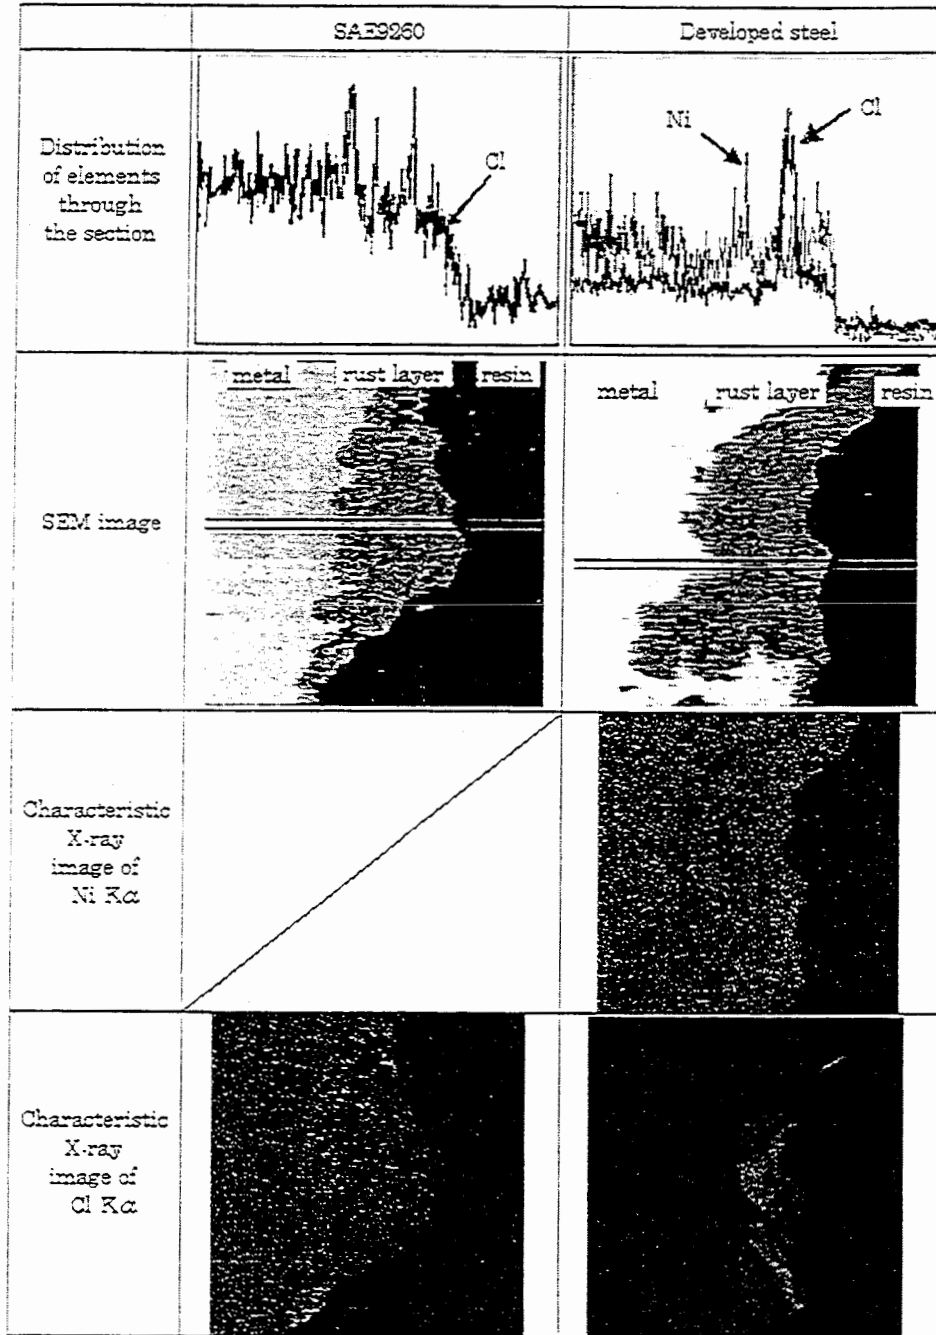 SAE9260
Developed steel
Distribution
of elements
through
the section
Cl
Ni
Cl
SEM image
metal
rust layer
resin
metal
rust layer
resin
Characteristic
X-ray
image of
Ni Kα
Characteristic
X-ray
image of
Cl Kα